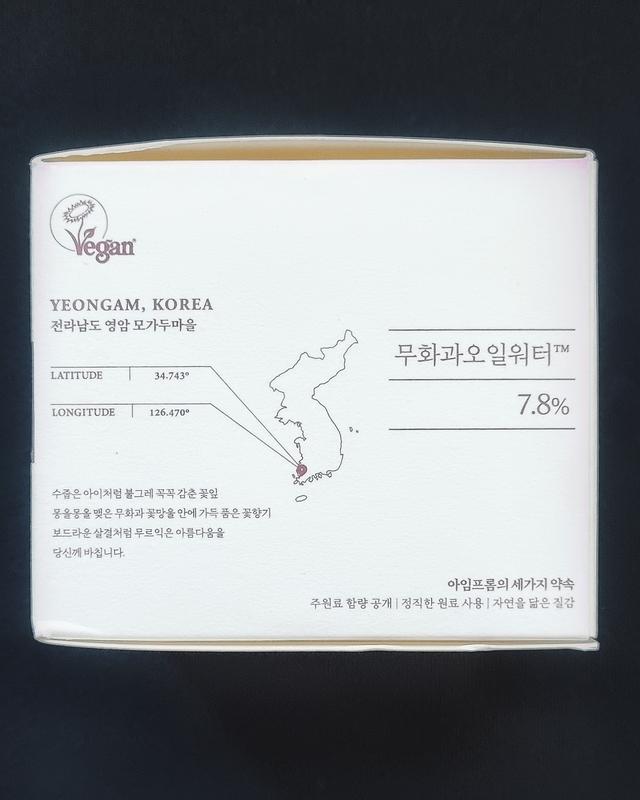 Vegan
YEONGAM, KOREA
전라남도 영암 모가두마을
LATITUDE 34.743°
LONGITUDE 126.470°
무화과오일워터™
7.8%
수줍은 아이처럼 불그레 꼭꼭 감춘 꽃잎
몽올몽올 맺은 무화과 꽃망울 안에 가득 품은 꽃향기
보드라운 살결처럼 무르익은 아름다움을
당신께 바칩니다.
아임프롬의 세가지 약속
주원료 함량 공개 | 정직한 원료 사용 | 자연을 닮은 질감